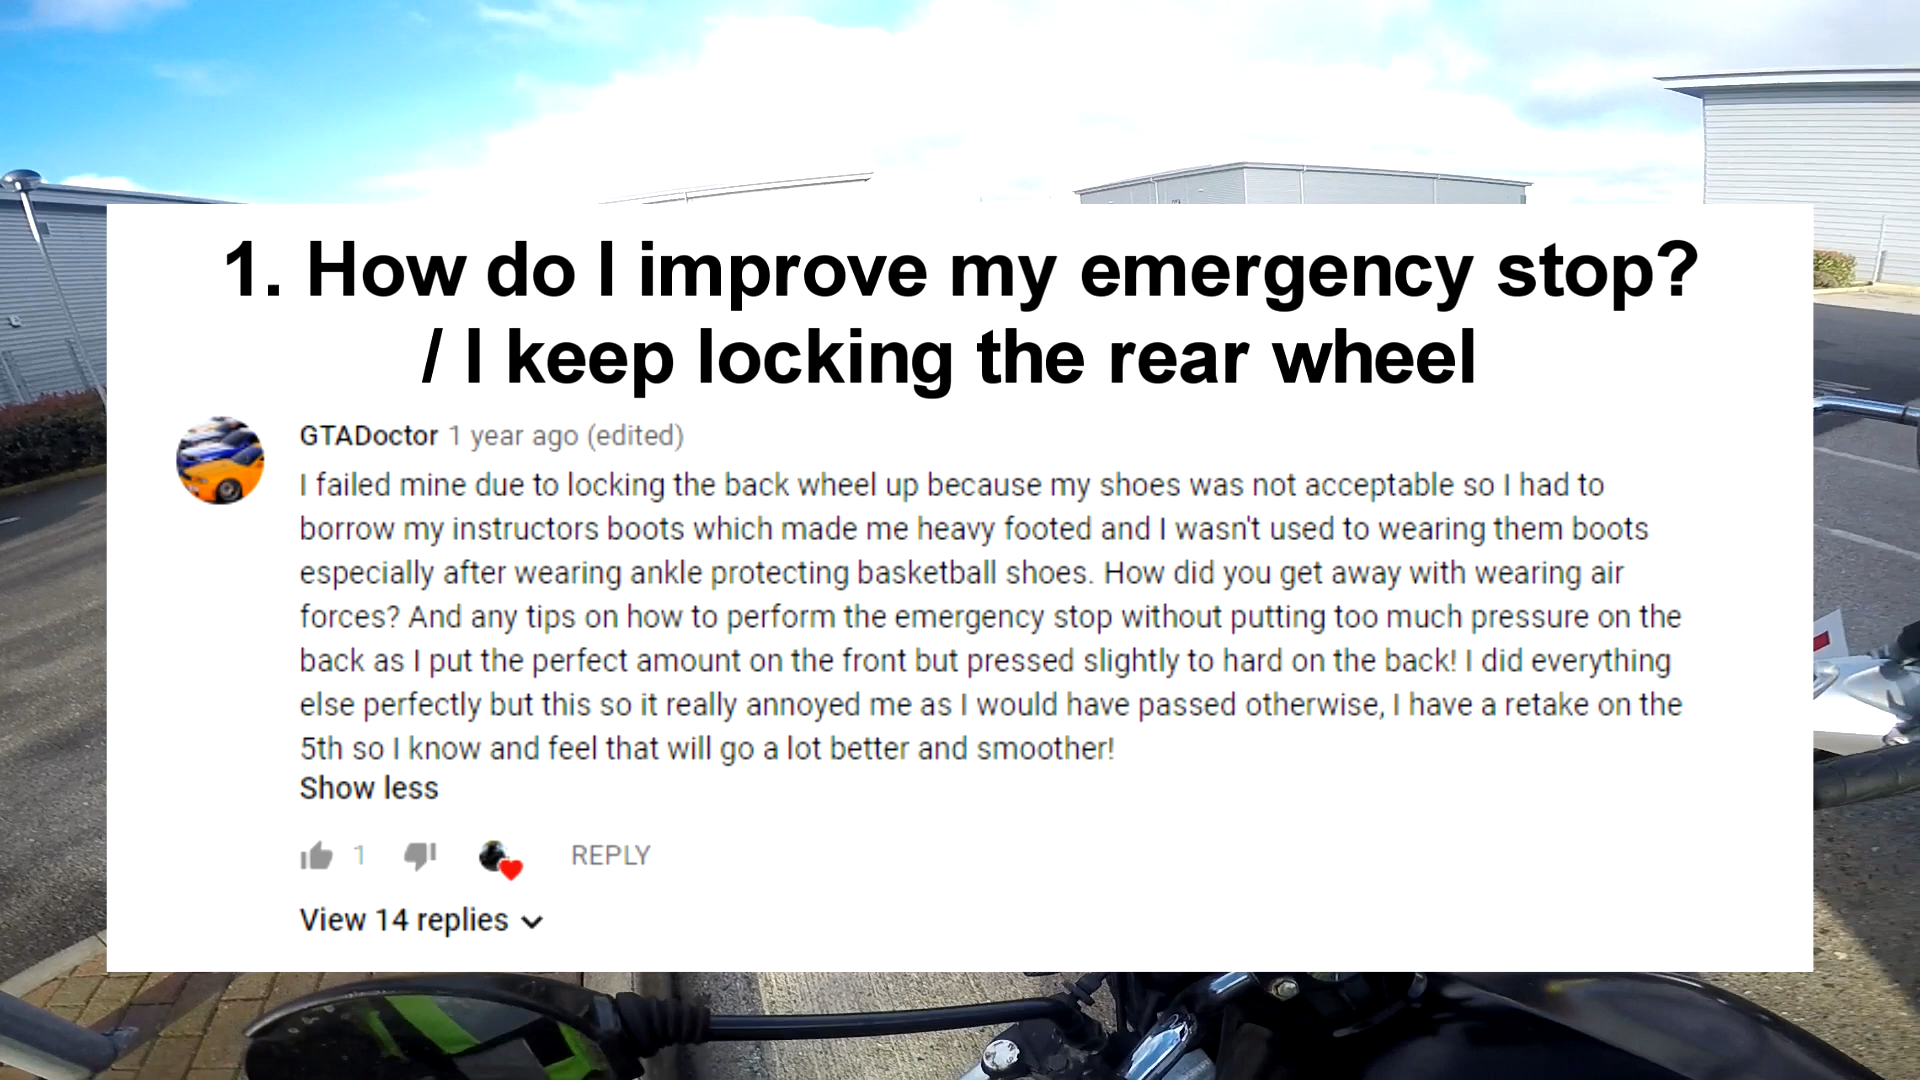 1. How do I improve my emergency stop?
/ I keep locking the rear wheel
GTADoctor 1 year ago (edited)
I failed mine due to locking the back wheel up because my shoes was not acceptable so I had to
borrow my instructors boots which made me heavy footed and I wasn't used to wearing them boots
especially after wearing ankle protecting basketball shoes. How did you get away with wearing air
forces? And any tips on how to perform the emergency stop without putting too much pressure on the
back as I put the perfect amount on the front but pressed slightly to hard on the back! I did everything
else perfectly but this so it really annoyed me as I would have passed otherwise, I have a retake on the
5th so I know and feel that will go a lot better and smoother!
Show less
1 REPLY
View 14 replies